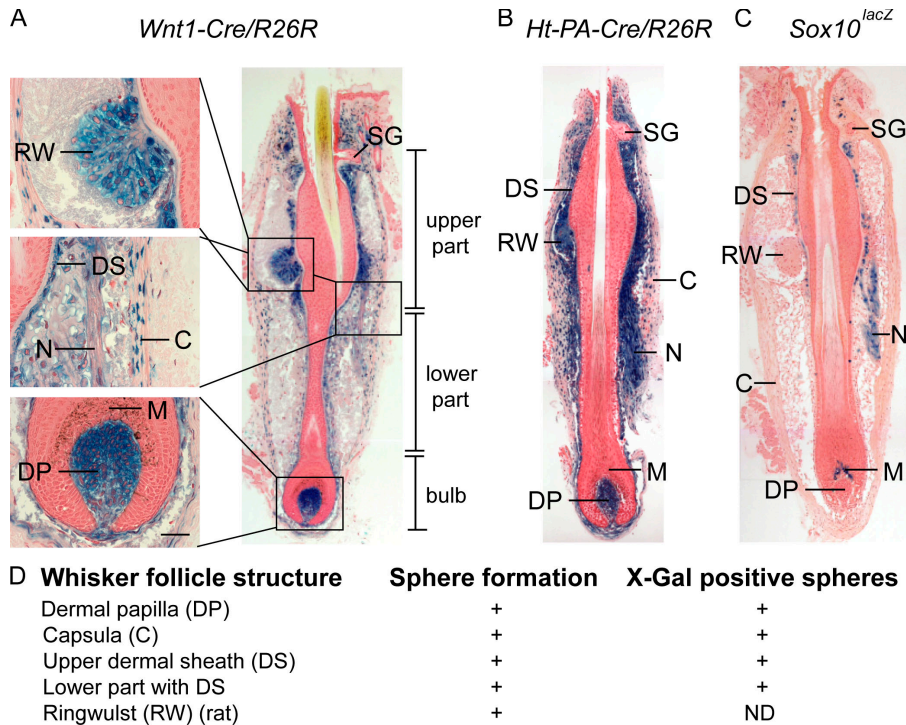 A
Wnt1-Cre/R26R
B
Ht-PA-Cre/R26R
C
Sox10 lacZ
RW
DS
N
C
M
DP
SG
upper
part
lower
part
bulb
SG
DS
RW
C
N
M
DP
SG
DS
RW
N
C
M
DP
D
Whisker follicle structure Sphere formation X-Gal positive spheres
Dermal papilla (DP) + +
Capsula (C) + +
Upper dermal sheath (DS) + +
Lower part with DS + +
Ringwulst (RW) (rat) + ND